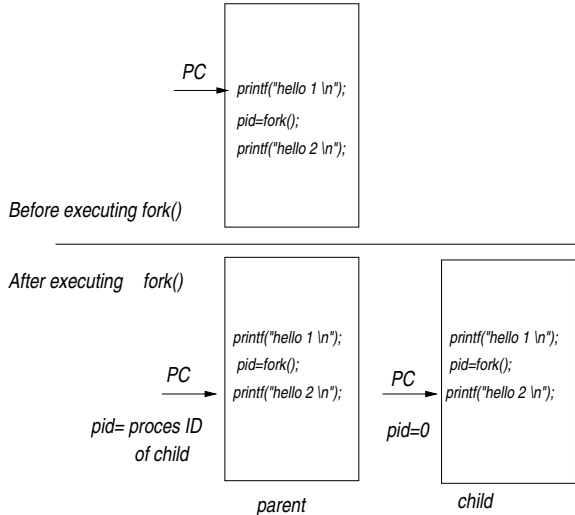 PC
printf("hello 1 \n");
pid=fork();
printf("hello 2 \n");
Before executing fork()
After executing fork()
printf("hello 1 \n");
pid=fork();
printf("hello 2 \n");
PC
pid= proces ID
of child
parent
printf("hello 1 \n");
pid=fork();
printf("hello 2 \n");
PC
pid=0
child